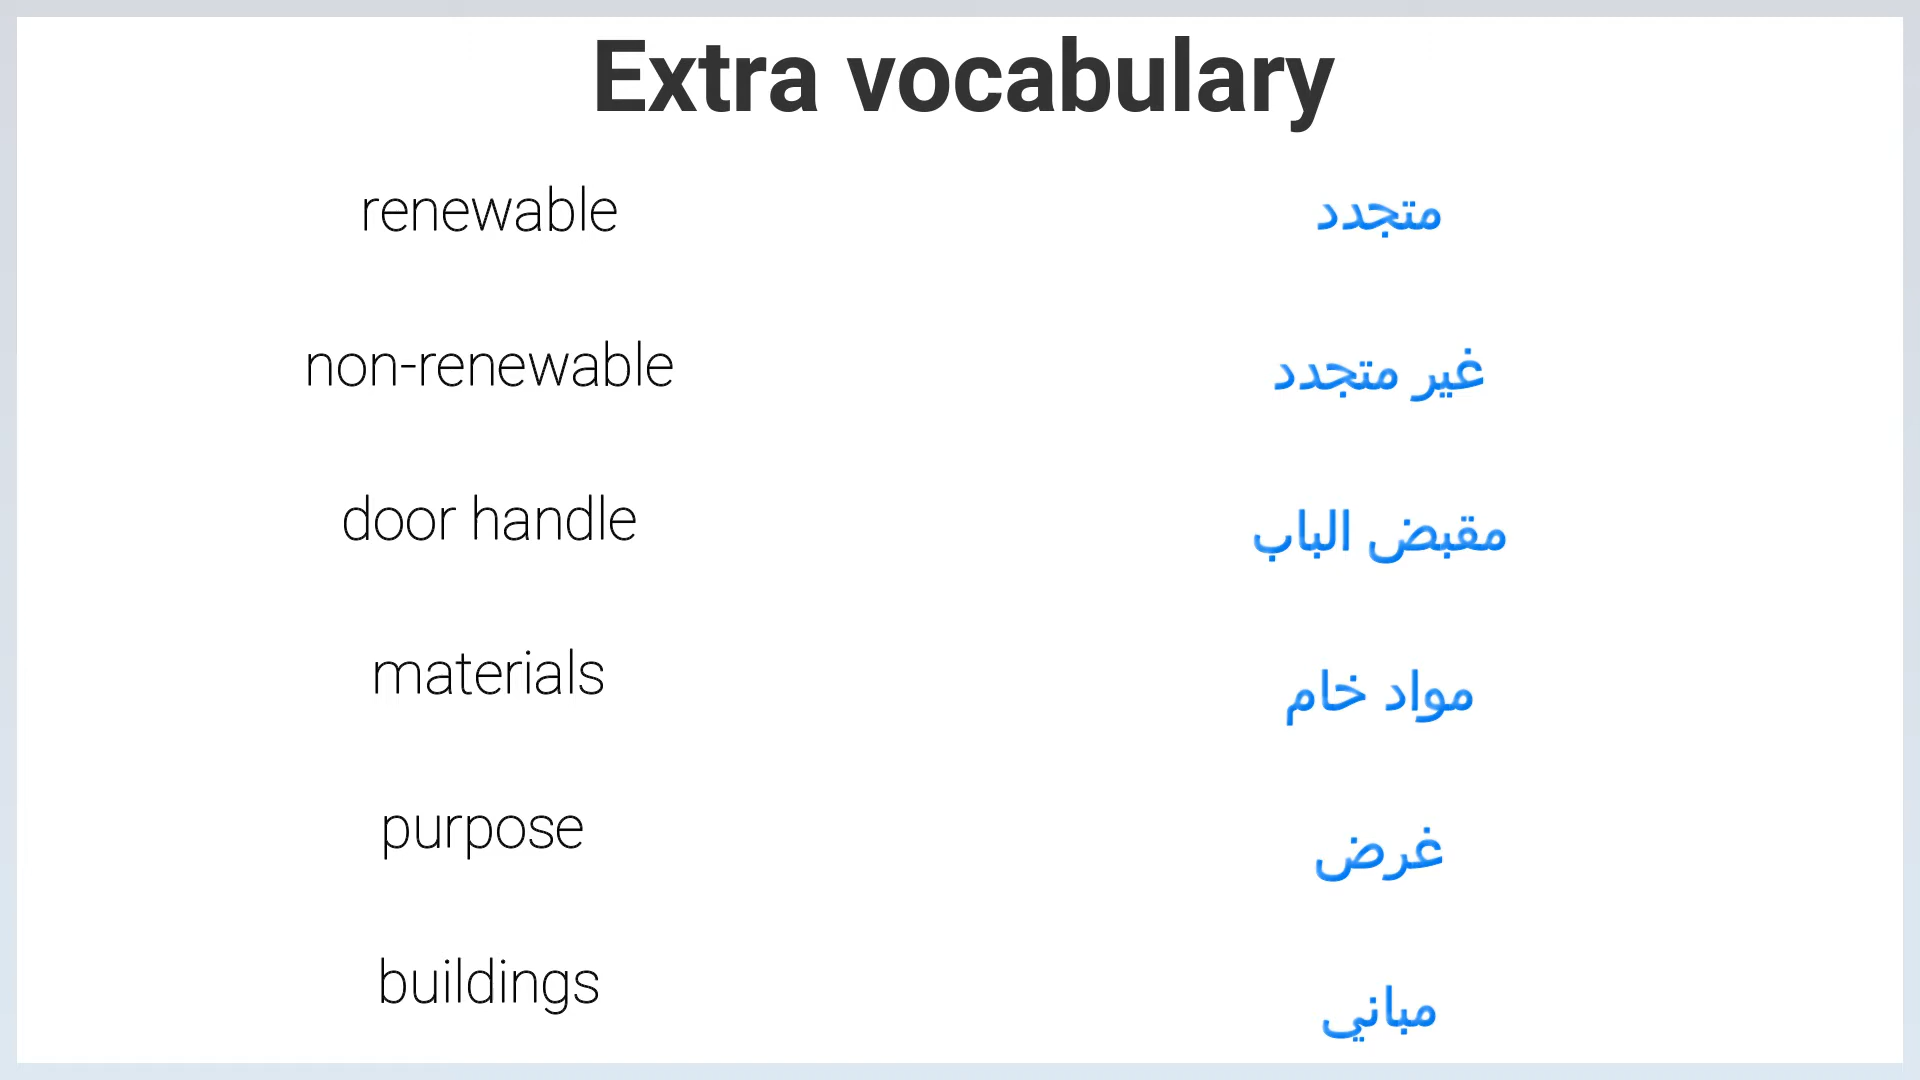 Extra vocabulary
renewable متجدد
non-renewable غير متجدد
door handle مقبض الباب
materials مواد خام
purpose غرض
buildings مباني